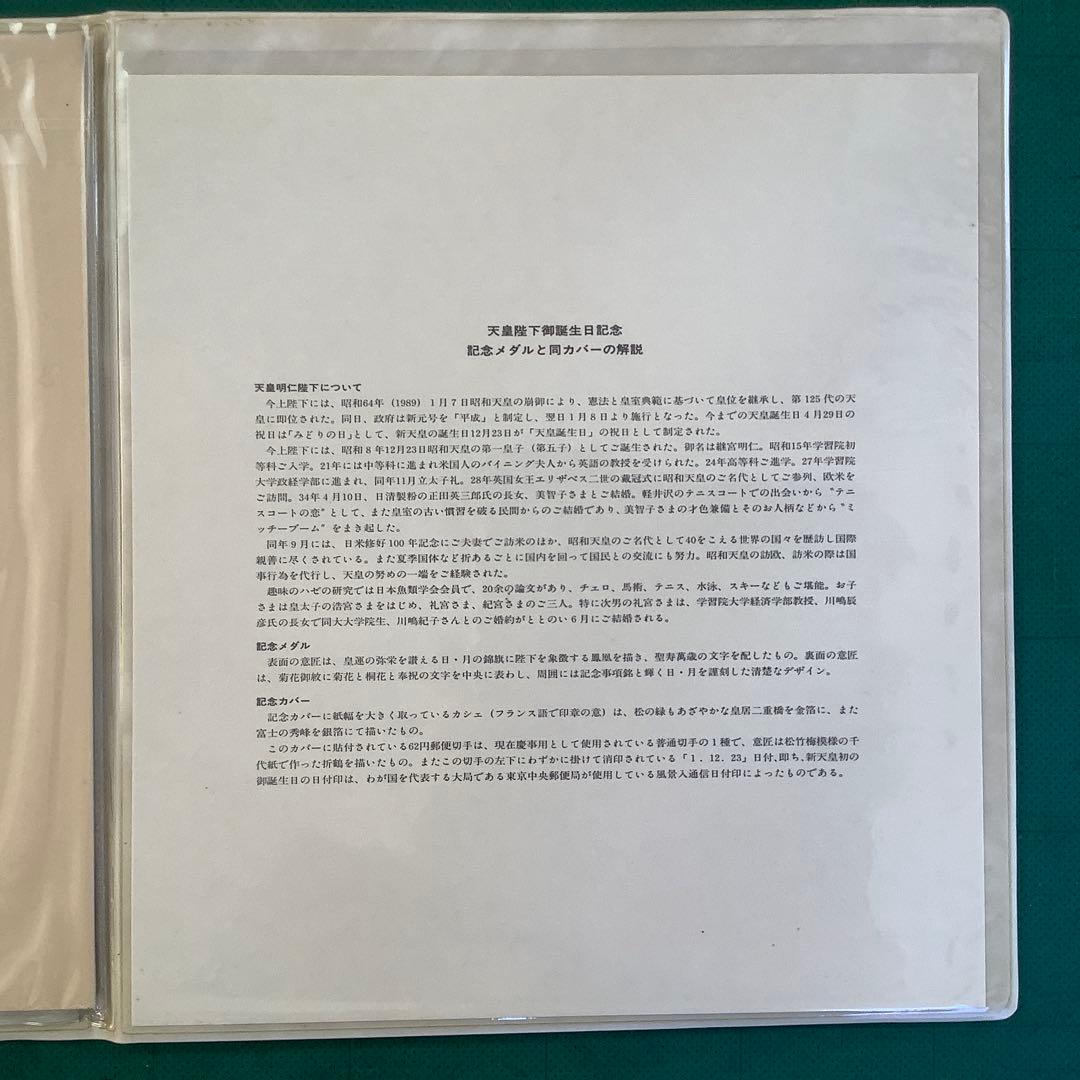 天皇陛下御誕生日記念
記念メダルと同カバーの解説
天皇明仁陛下について
今上陛下には、昭和64年（1989）1月7日昭和天皇の崩御により、憲法と皇室典範に基づいて皇位を継承し、第125代の天
皇に即位された。同日、政府は新元号を「平成」と制定し、翌日1月8日より施行となった。今までの天皇誕生日4月29日の
祝日は「みどりの日」として、新天皇の誕生日12月23日が「天皇誕生日」の祝日として制定された。
今上陛下には、昭和8年12月23日昭和天皇の第一皇子（第五子）としてご誕生された。御名は継宮明仁。昭和15年学習院初
等科ご入学。21年には中等科に進まれ米国人のバイニング夫人から英語の教授を受けられた。24年高等科ご進学。27年学習院
大学政経学部に進まれ、同年11月立太子礼。28年英国女王エリザベス二世の戴冠式に昭和天皇のご名代としてご参列、欧米を
ご訪問。34年4月10日、日清製粉の正田英三郎氏の長女、美智子さまとご結婚。軽井沢のテニスコートでの出会いから〝テニ
スコートの恋〟として、また皇室の古い慣習を破る民間からのご結婚であり、美智子さまの才色兼備とそのお人柄などから〝ミ
ッチーブーム〟をまき起した。
同年9月には、日米修好100年記念にご夫妻でご訪米のほか、昭和天皇のご名代として40をこえる世界の国々を歴訪し国際
親善に尽くされている。また夏季国体など折あるごとに国内を回って国民との交流にも努力。昭和天皇の訪欧、訪米の際は国
事行為を代行し、天皇の努めの一端をご経験された。
趣味のハゼの研究では日本魚類学会会員で、20余の論文があり、チェロ、馬術、テニス、水泳、スキーなどもご堪能。お子
さまは皇太子の浩宮さまをはじめ、礼宮さま、紀宮さまのご三人。特に次男の礼宮さまは、学習院大学経済学部教授、川嶋辰
彦氏の長女で同大大学院生、川嶋紀子さんとのご婚約がととのい6月にご結婚される。
記念メダル
表面の意匠は、皇運の弥栄を讃える日・月の錦旗に陛下を象徴する鳳凰を描き、聖寿萬歳の文字を配したもの。裏面の意匠
は、菊花御紋に菊花と桐花と奉祝の文字を中央に表わし、周囲には記念事項銘と輝く日・月を謹刻した清楚なデザイン。
記念カバー
記念カバーに紙幅を大きく取っているカシェ（フランス語で印章の意）は、松の緑もあざやかな皇居二重橋を金箔に、また
富士の秀峰を銀箔にて描いたもの。
このカバーに貼付されている62円郵便切手は、現在慶事用として使用されている普通切手の1種で、意匠は松竹梅模様の千
代紙で作った折鶴を描いたもの。またこの切手の左下にわずかに掛けて消印されている「1．12．23」日付、即ち、新天皇初の
御誕生日の日付印は、わが国を代表する大局である東京中央郵便局が使用している風景入通信日付印によったものである。